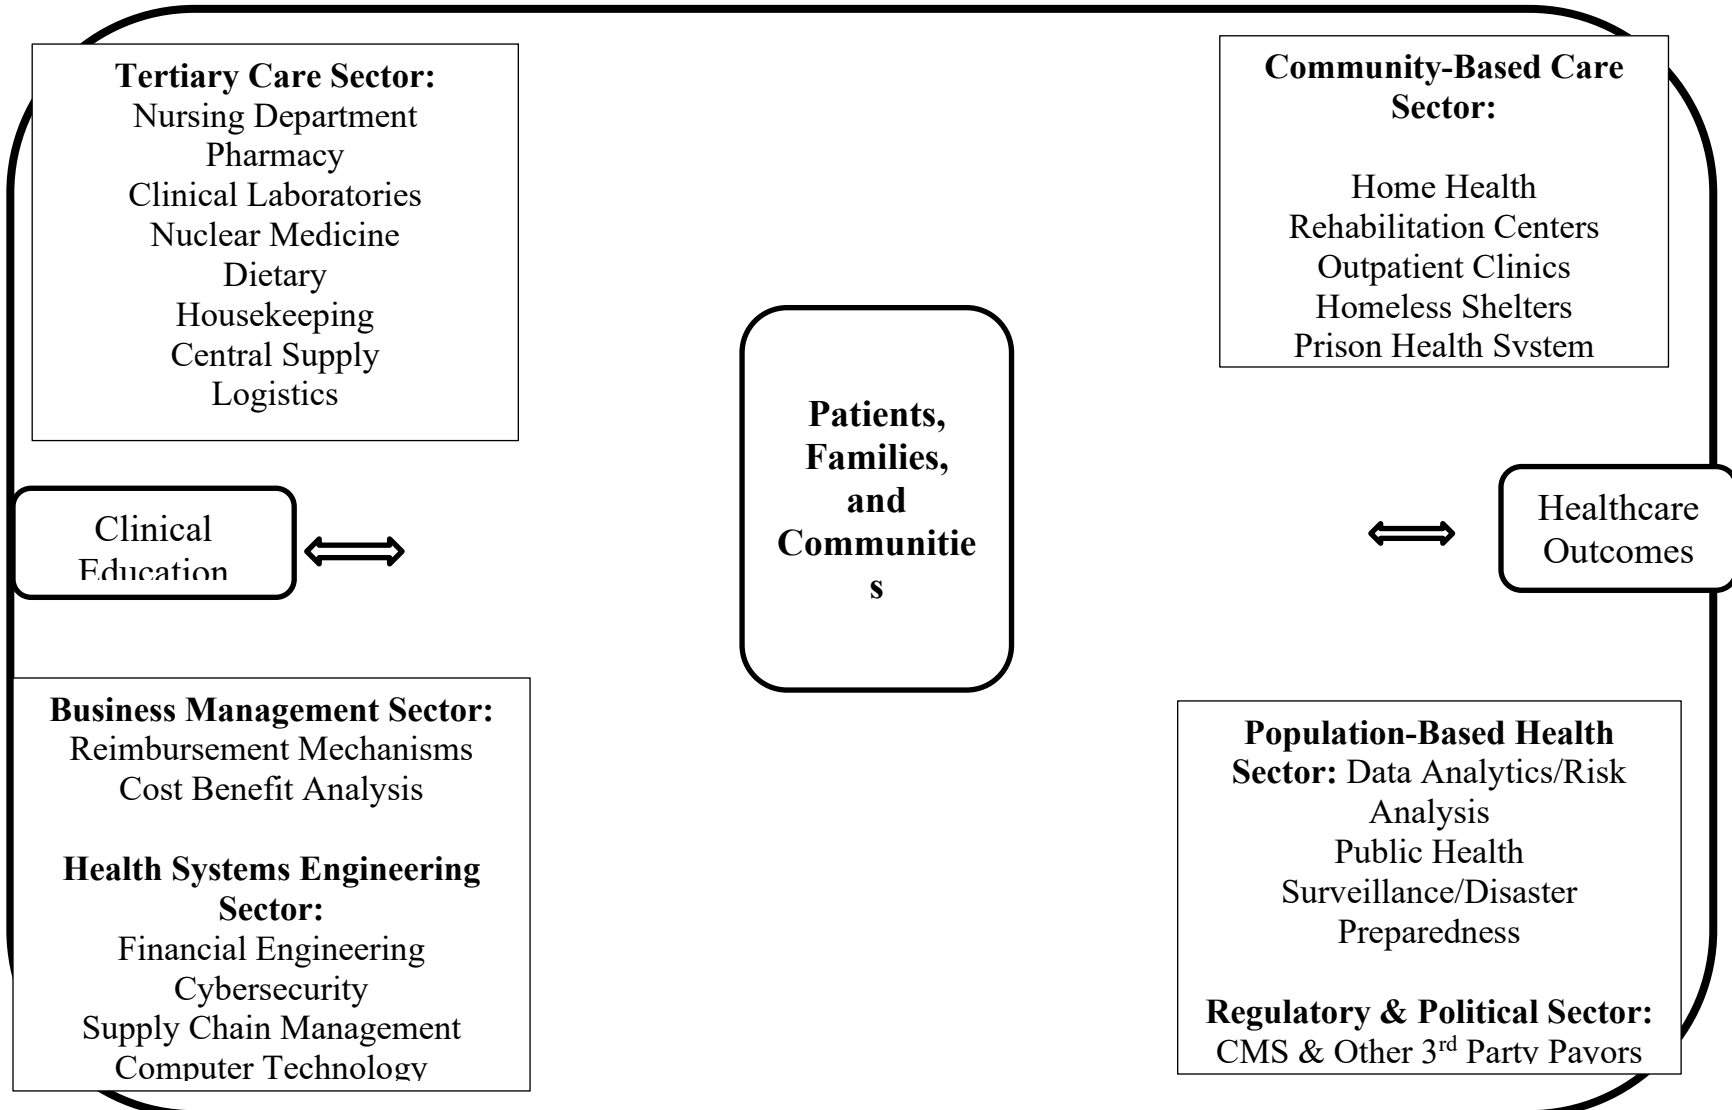 Tertiary Care Sector:
Nursing Department
Pharmacy
Clinical Laboratories
Nuclear Medicine
Dietary
Housekeeping
Central Supply
Logistics
Community-Based Care
Sector:
Home Health
Rehabilitation Centers
Outpatient Clinics
Homeless Shelters
Prison Health System
Patients,
Families,
and
Communitie
s
Clinical
Education
Healthcare
Outcomes
Business Management Sector:
Reimbursement Mechanisms
Cost Benefit Analysis
Health Systems Engineering
Sector:
Financial Engineering
Cybersecurity
Supply Chain Management
Computer Technology
Population-Based Health
Sector: Data Analytics/Risk
Analysis
Public Health
Surveillance/Disaster
Preparedness
Regulatory & Political Sector:
CMS & Other 3rd Party Payors